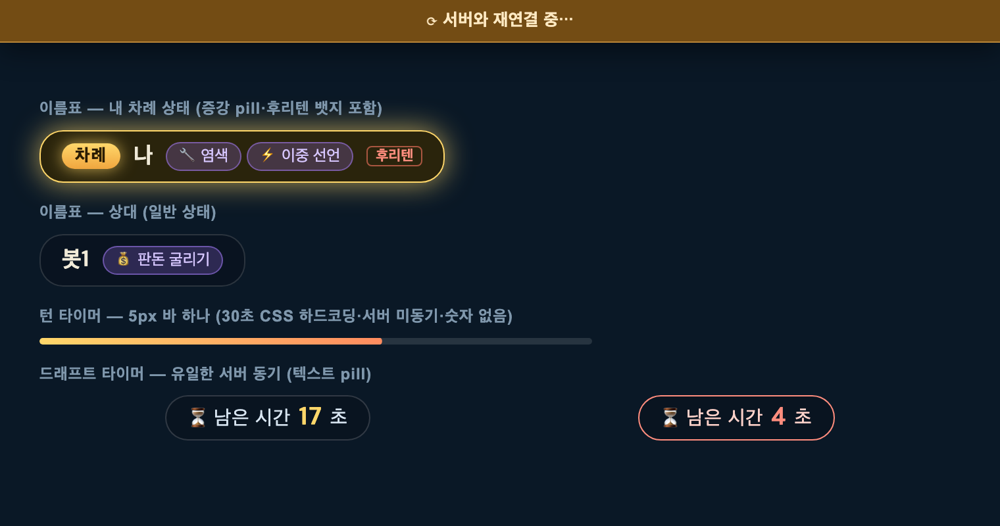 ⟳ 서버와 재연결 중…
이름표 — 내 차례 상태 (증강 pill·후리텐 뱃지 포함)
차례 나 🔧 염색 ⚡ 이중 선언 후리텐
이름표 — 상대 (일반 상태)
봇1 💰 판돈 굴리기
턴 타이머 — 5px 바 하나 (30초 CSS 하드코딩·서버 미동기·숫자 없음)
드래프트 타이머 — 유일한 서버 동기 (텍스트 pill)
⏳ 남은 시간 17 초
⏳ 남은 시간 4 초